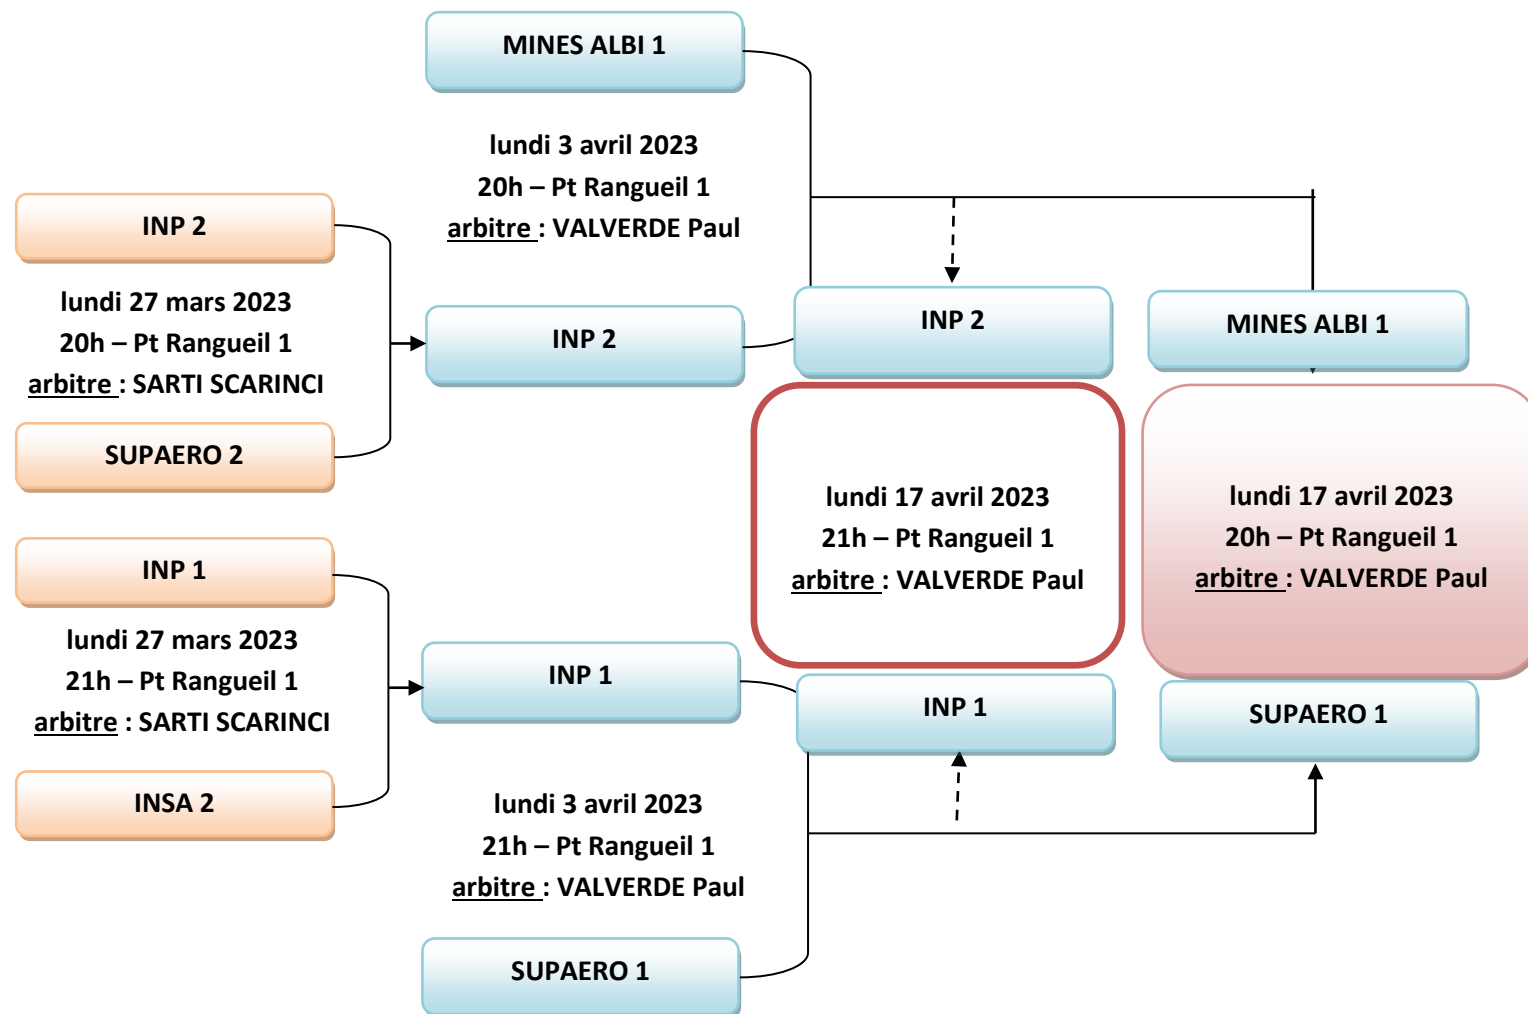 MINES ALBI 1
lundi 3 avril 2023
20h – Pt Rangueil 1
arbitre : VALVERDE Paul
INP 2
lundi 27 mars 2023
20h – Pt Rangueil 1
arbitre : SARTI SCARINCI
SUPAERO 2
INP 2
INP 2
MINES ALBI 1
lundi 17 avril 2023
21h – Pt Rangueil 1
arbitre : VALVERDE Paul
lundi 17 avril 2023
20h – Pt Rangueil 1
arbitre : VALVERDE Paul
INP 1
lundi 27 mars 2023
21h – Pt Rangueil 1
arbitre : SARTI SCARINCI
INSA 2
INP 1
INP 1
SUPAERO 1
lundi 3 avril 2023
21h – Pt Rangueil 1
arbitre : VALVERDE Paul
SUPAERO 1